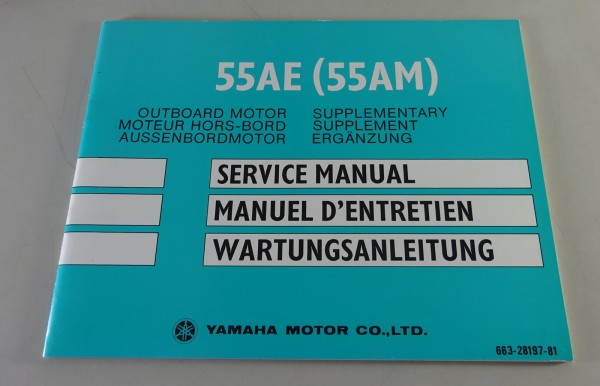 55AE (55AM)
OUTBOARD MOTOR SUPPLEMENTARY
MOTEUR HORS-BORD SUPPLEMENT
AUSSENBORDMOTOR ERGÄNZUNG
SERVICE MANUAL
MANUEL D'ENTRETIEN
WARTUNGSANLEITUNG
YAMAHA MOTOR CO.,LTD.
663-28197-81